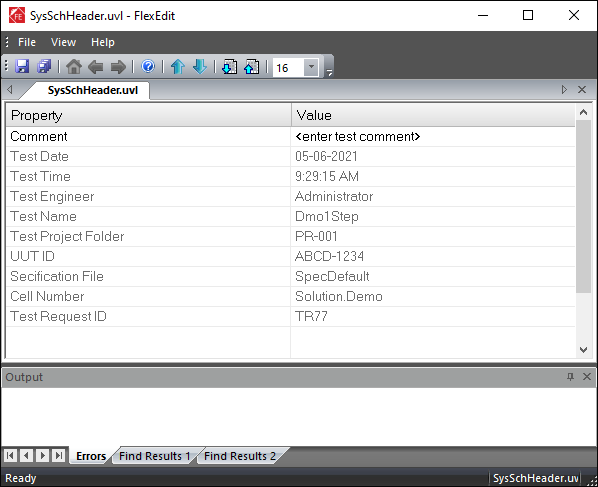 FE SysSchHeader.uvl - FlexEdit
File View Help
16
SysSchHeader.uvl
Property Value
Comment <enter test comment>
Test Date 05-06-2021
Test Time 9:29:15 AM
Test Engineer Administrator
Test Name Dmo1Step
Test Project Folder PR-001
UUT ID ABCD-1234
Secification File SpecDefault
Cell Number Solution.Demo
Test Request ID TR77
Output
Errors Find Results 1 Find Results 2
Ready SysSchHeader.uv